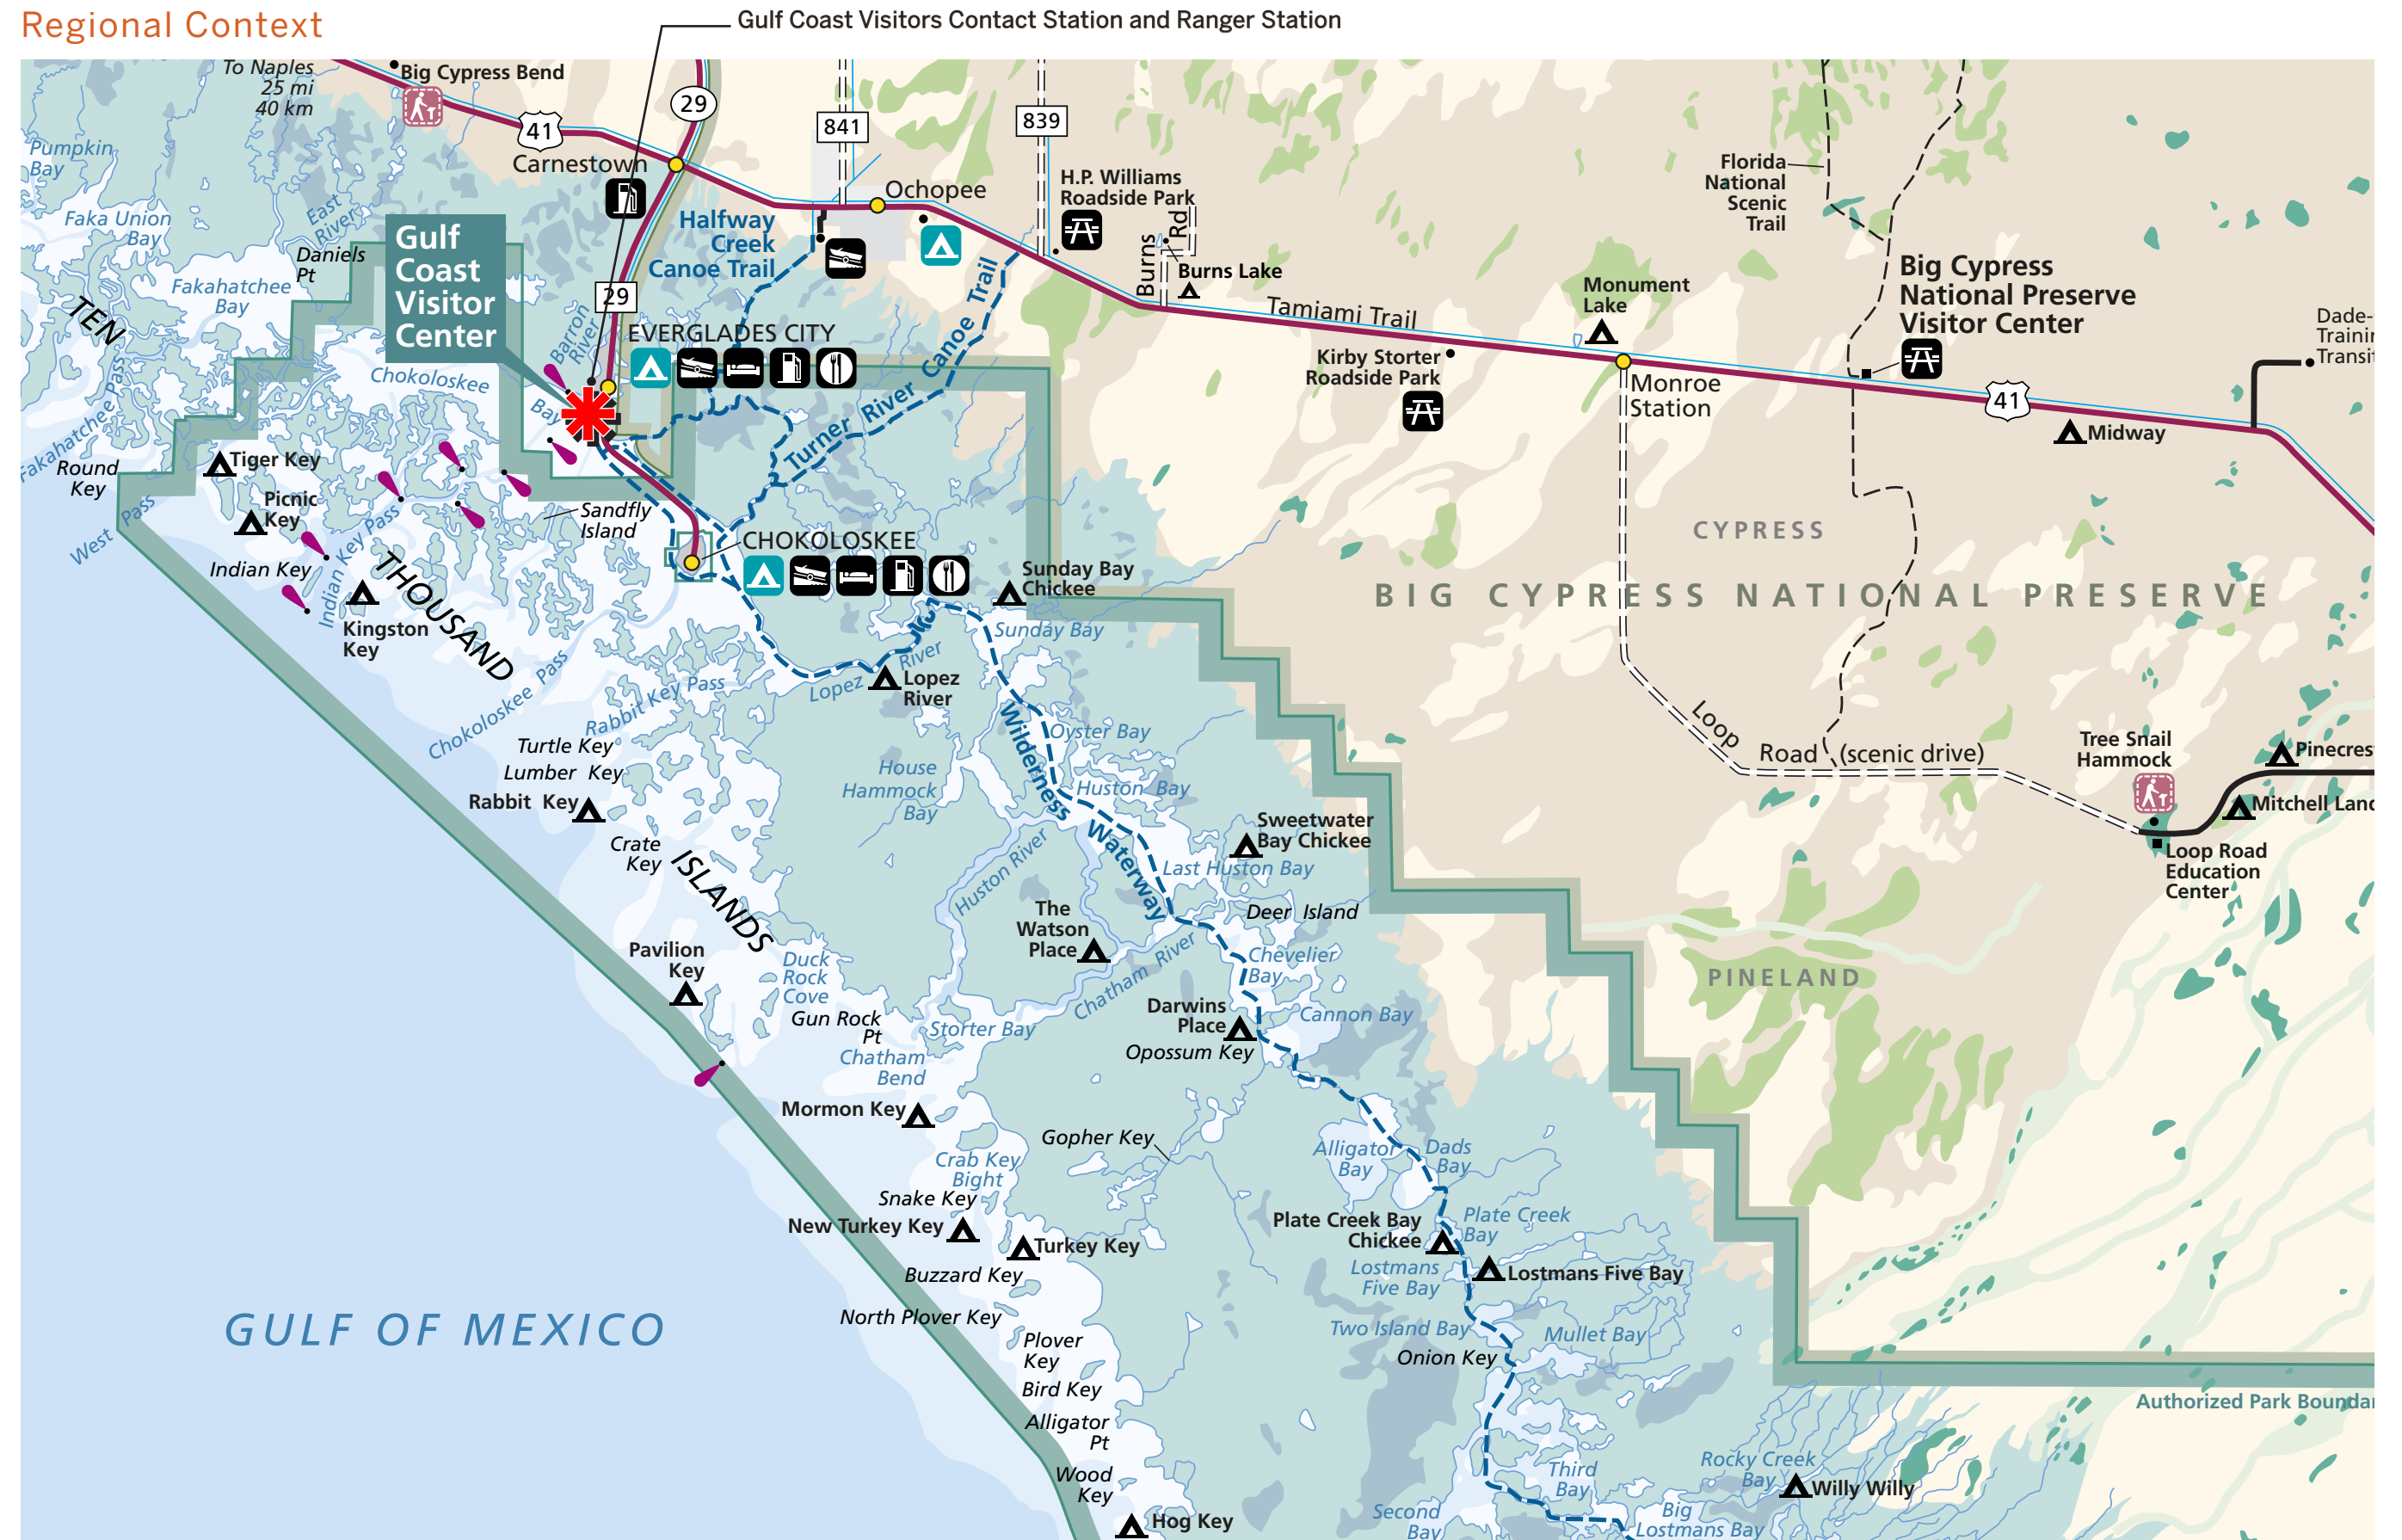 Regional Context
Gulf Coast Visitors Contact Station and Ranger Station
To Naples
25 mi
40 km
Big Cypress Bend
41
29
841
839
Carnestown
Ochopee
H.P. Williams
Roadside Park
Florida
National
Scenic
Trail
Pumpkin
Bay
Faka Union
Bay
East
River
Daniels
Pt
Fakahatchee
Bay
Gulf
Coast
Visitor
Center
Halfway
Creek
Canoe Trail
29
Barron
River
EVERGLADES CITY
Turner River Canoe Trail
Burns Rd
Burns Lake
Tamiami Trail
Monument
Lake
Kirby Storter
Roadside Park
Monroe
Station
Big Cypress
National Preserve
Visitor Center
41
Midway
Dade-
Trainin
Transit
TEN
THOUSAND
ISLANDS
Fakahatchee Pass
Chokoloskee
Bay
Round
Key
West Pass
Tiger Key
Picnic
Key
Indian Key
Indian Key Pass
Kingston
Key
Sandfly
Island
CHOKOLOSKEE
Sunday Bay
Chickee
Sunday Bay
CYPRESS
BIG CYPRESS NATIONAL PRESERVE
Chokoloskee Pass
Rabbit Key Pass
Lopez River
Lopez
River
Turtle Key
Lumber Key
Rabbit Key
Crate
Key
House
Hammock
Bay
Wilderness Waterway
Oyster Bay
Huston Bay
Huston River
Sweetwater
Bay Chickee
Last Huston Bay
Loop Road (scenic drive)
Tree Snail
Hammock
Pinecres
Mitchell Land
Loop Road
Education
Center
The
Watson
Place
Deer Island
Chevelier
Bay
Chatham River
Pavilion
Key
Duck
Rock
Cove
Gun Rock
Pt
Storter Bay
Chatham
Bend
Darwins
Place
Opossum Key
Cannon Bay
PINELAND
Mormon Key
Gopher Key
Crab Key
Bight
Snake Key
New Turkey Key
Turkey Key
Buzzard Key
North Plover Key
Plover
Key
Bird Key
Alligator
Pt
Wood
Key
Hog Key
Alligator
Bay
Dads
Bay
Plate Creek Bay
Chickee
Plate Creek
Bay
Lostmans
Five Bay
Lostmans Five Bay
Two Island Bay
Mullet Bay
Onion Key
GULF OF MEXICO
Authorized Park Boundar
Third
Bay
Second
Bay
Rocky Creek
Bay
Willy Willy
Big
Lostmans Bay